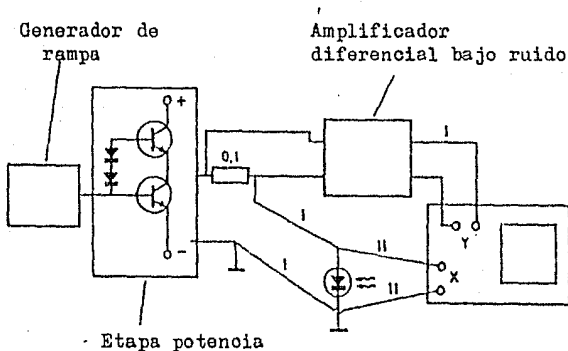 Generador de
rampa
Amplificador
diferencial bajo ruido
+
0,1
I
Y
I
II
X
-
I
II
Etapa potencia